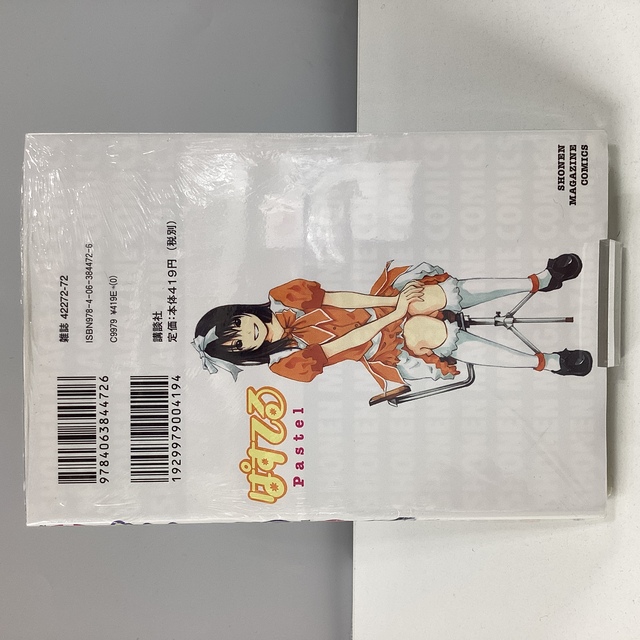 SHONEN
MAGAZINE
COMICS
雑誌 42272-72
ISBN978-4-06-384472-6
C9979 ¥419E (0)
講談社
定価:本体419円(税別)
9784063844726
1929979004194
ぱすてる
Pastel